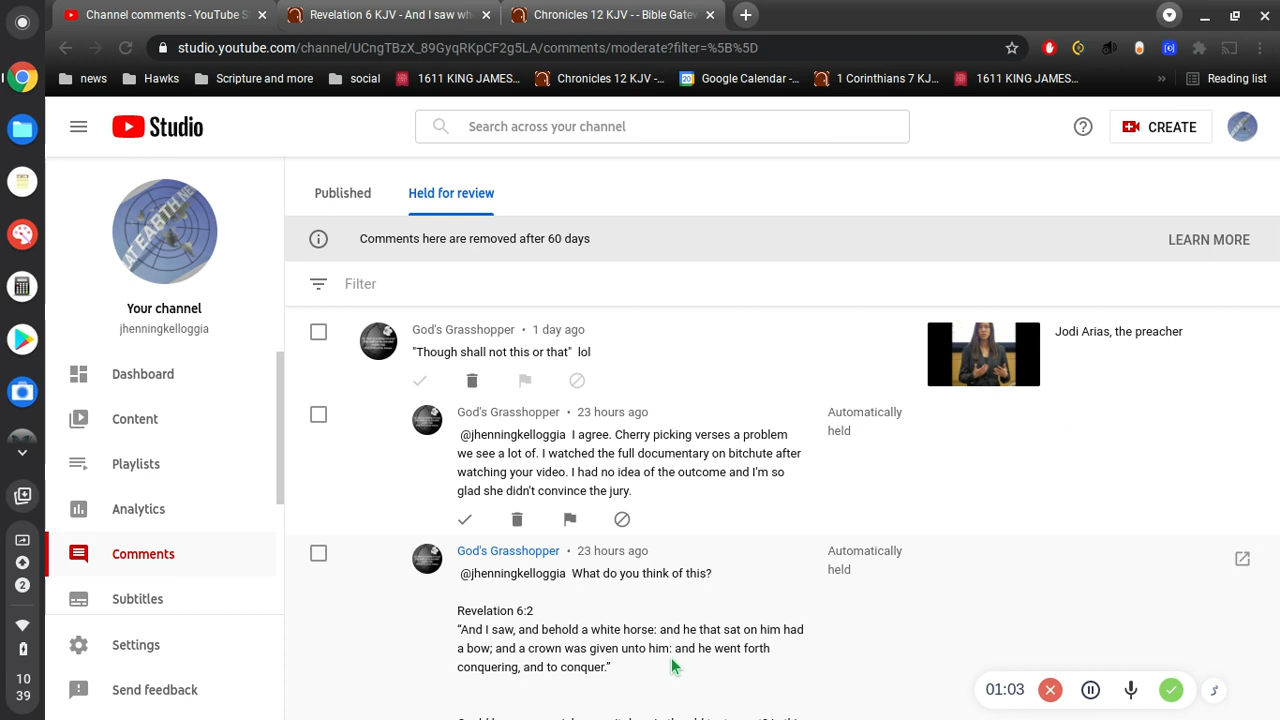 Channel comments - YouTube S
Revelation 6 KJV - And I saw wh
Chronicles 12 KJV - - Bible Gatew
studio.youtube.com/channel/UCngTBzX_89GyqRKpCF2g5LA/comments/moderate?filter=%5B%5D
news
Hawks
Scripture and more
social
1611 KING JAMES...
Chronicles 12 KJV -...
20
Google Calendar -...
1 Corinthians 7 KJ...
1611 KING JAMES...
»
Reading list
Studio
Search across your channel
CREATE
AT EARTH.NE
Your channel
jhenningkelloggia
Dashboard
Content
Playlists
Analytics
Comments
Subtitles
Settings
Send feedback
Published
Held for review
Comments here are removed after 60 days
LEARN MORE
Filter
God's Grasshopper • 1 day ago
"Though shall not this or that" lol
Jodi Arias, the preacher
God's Grasshopper • 23 hours ago
@jhenningkelloggia I agree. Cherry picking verses a problem
we see a lot of. I watched the full documentary on bitchute after
watching your video. I had no idea of the outcome and I'm so
glad she didn't convince the jury.
Automatically
held
God's Grasshopper • 23 hours ago
@jhenningkelloggia What do you think of this?
Revelation 6:2
“And I saw, and behold a white horse: and he that sat on him had
a bow; and a crown was given unto him: and he went forth
conquering, and to conquer.”
Automatically
held
01:03
2
10
39